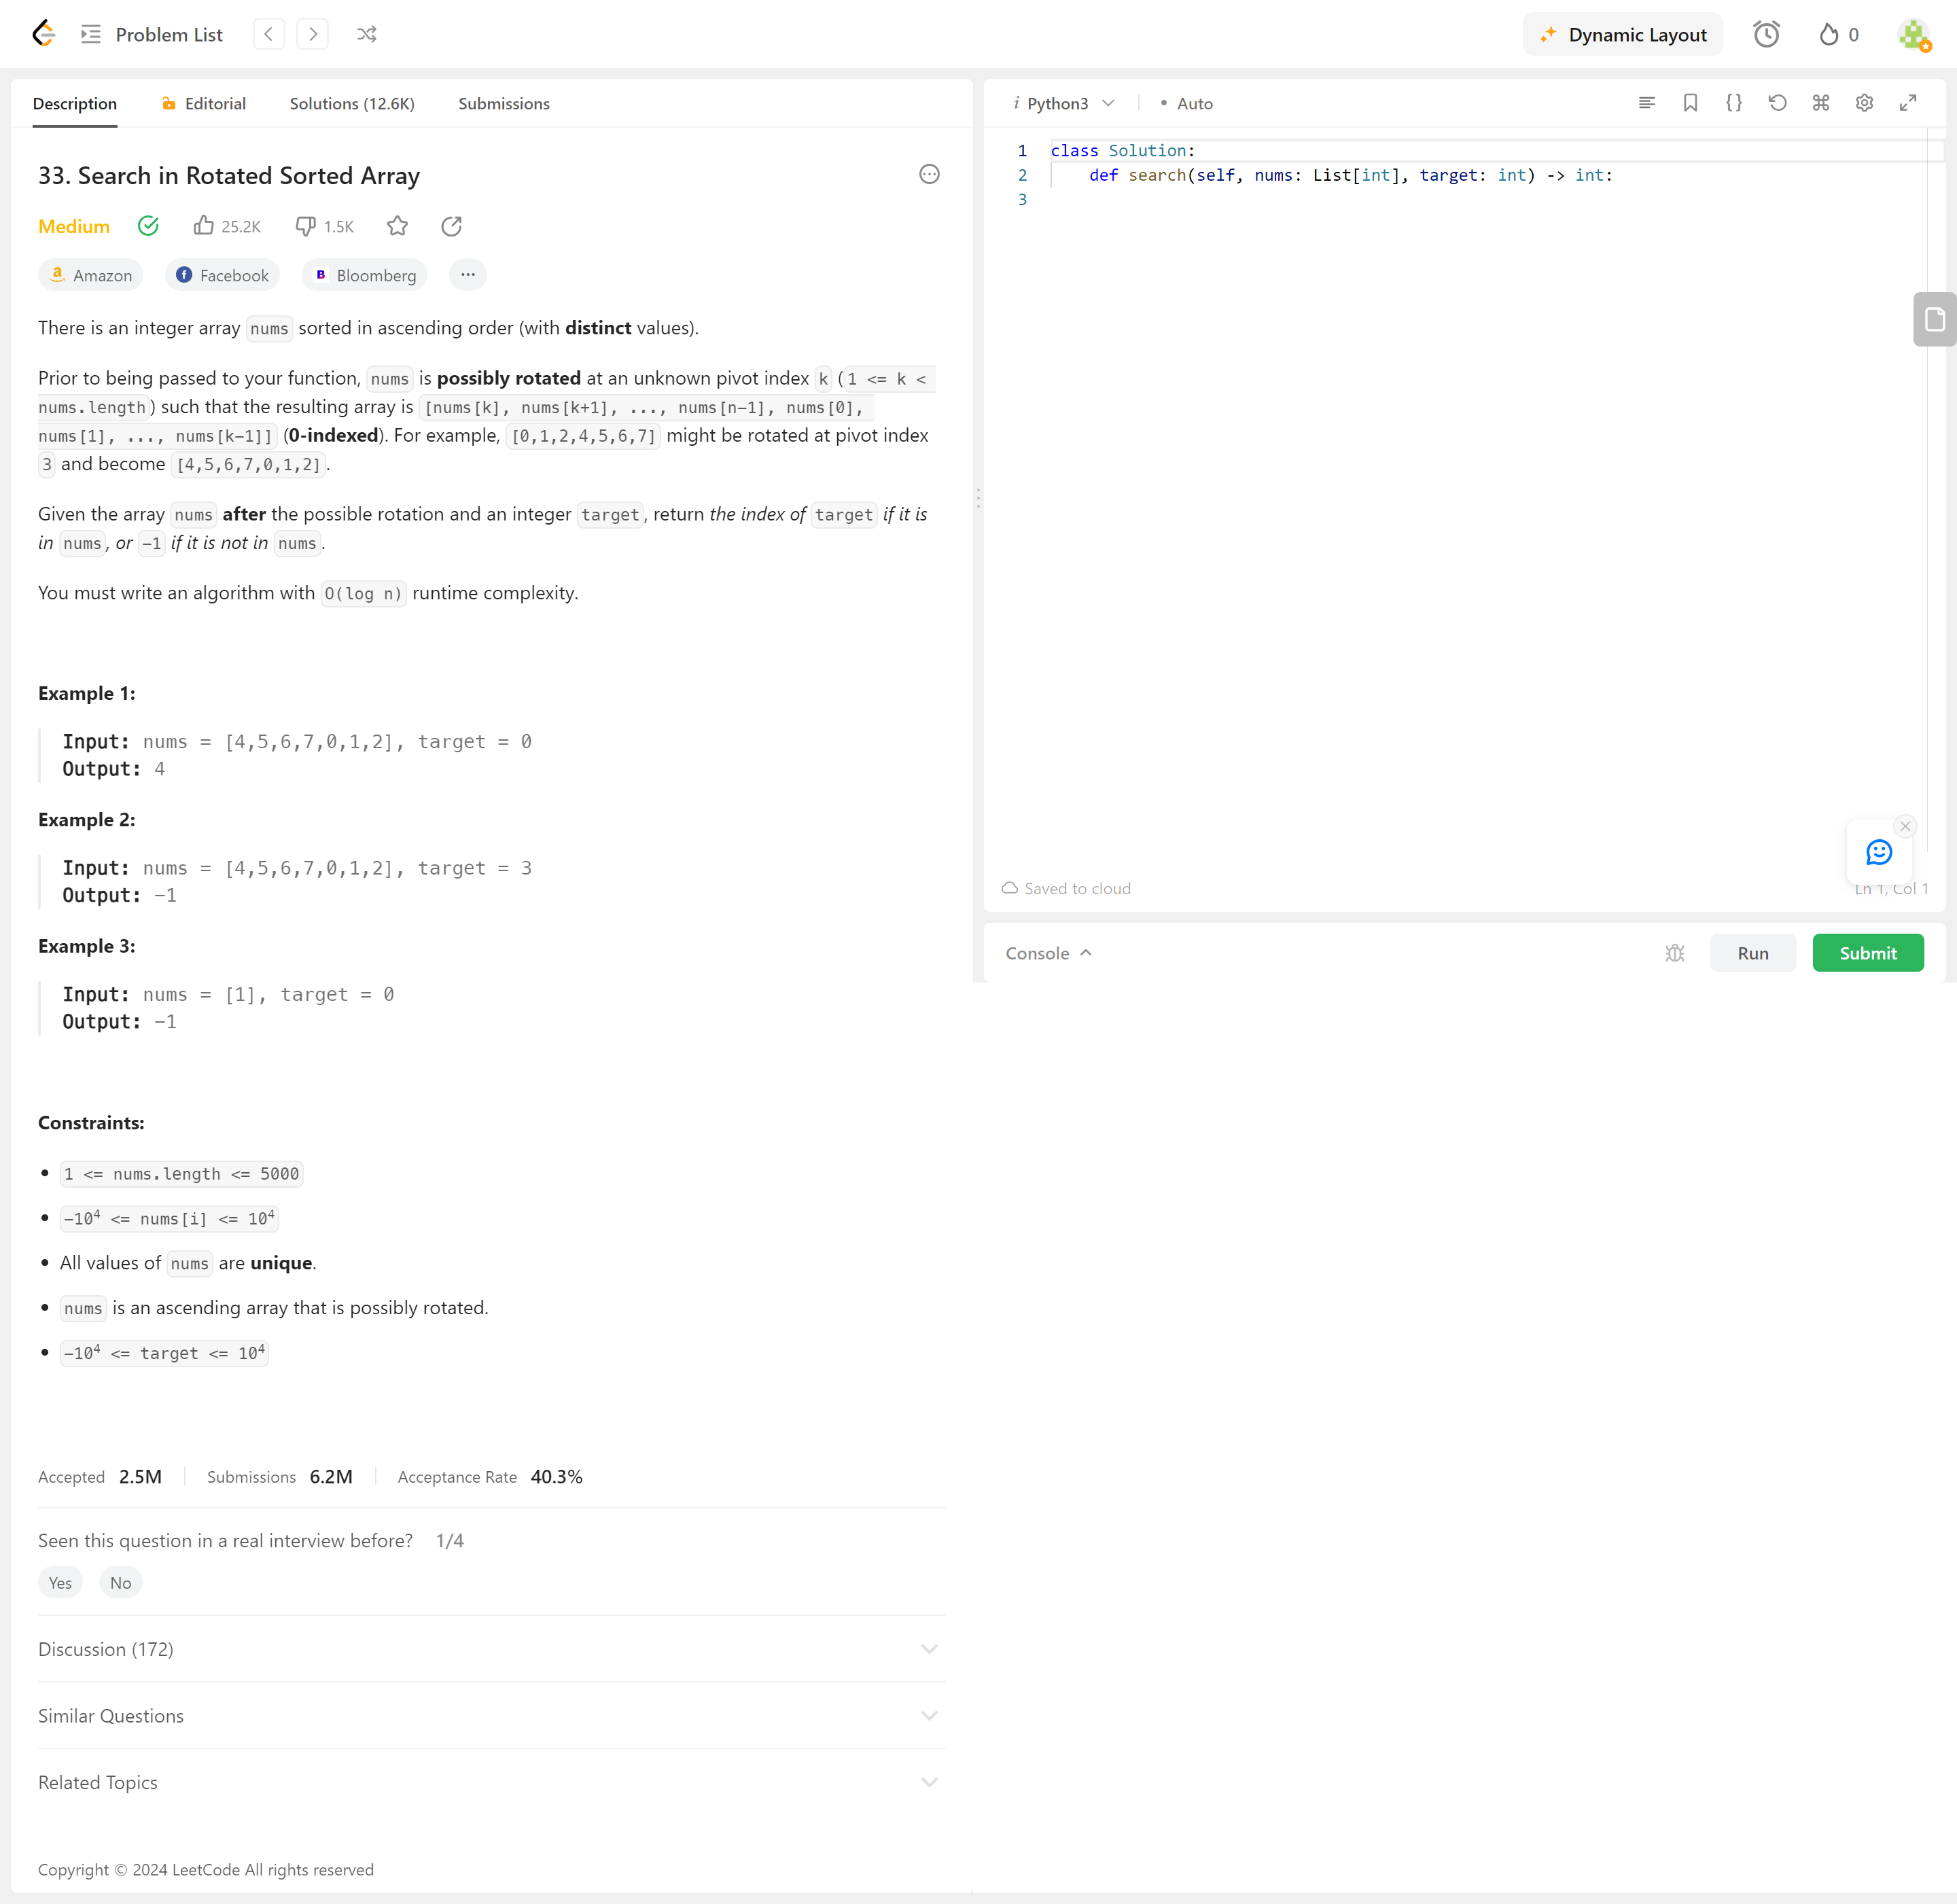 Problem List
Dynamic Layout
0
Description
Editorial
Solutions (12.6K)
Submissions
33. Search in Rotated Sorted Array
Medium
25.2K
1.5K
Amazon
Facebook
Bloomberg
There is an integer array nums sorted in ascending order (with distinct values).
Prior to being passed to your function, nums is possibly rotated at an unknown pivot index k (1 <= k <
nums.length) such that the resulting array is [nums[k], nums[k+1], ..., nums[n-1], nums[0],
nums[1], ..., nums[k-1]] (0-indexed). For example, [0,1,2,4,5,6,7] might be rotated at pivot index
3 and become [4,5,6,7,0,1,2].
Given the array nums after the possible rotation and an integer target, return the index of target if it is
in nums, or -1 if it is not in nums.
You must write an algorithm with O(log n) runtime complexity.
Example 1:
Input: nums = [4,5,6,7,0,1,2], target = 0
Output: 4
Example 2:
Input: nums = [4,5,6,7,0,1,2], target = 3
Output: -1
Example 3:
Input: nums = [1], target = 0
Output: -1
Constraints:
1 <= nums.length <= 5000
-10⁴ <= nums[i] <= 10⁴
All values of nums are unique.
nums is an ascending array that is possibly rotated.
-10⁴ <= target <= 10⁴
Accepted 2.5M
Submissions 6.2M
Acceptance Rate 40.3%
Seen this question in a real interview before? 1/4
Yes
No
Discussion (172)
Similar Questions
Related Topics
Copyright © 2024 LeetCode All rights reserved
i Python3
Auto
1 class Solution:
2 def search(self, nums: List[int], target: int) -> int:
3
Saved to cloud
Ln 1, Col 1
Console
Run
Submit